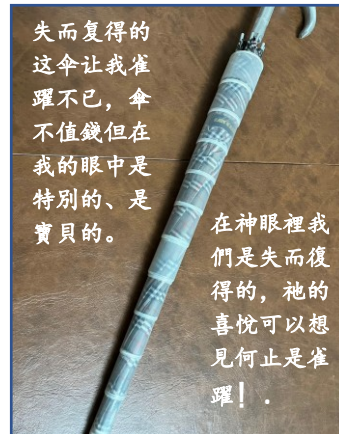 失而复得的
这伞让我雀
躍不已，傘
不值錢但在
我的眼中是
特別的、是
寶貝的。
在神眼裡我
們是失而復
得的，祂的
喜悅可以想
見何止是雀
躍！.